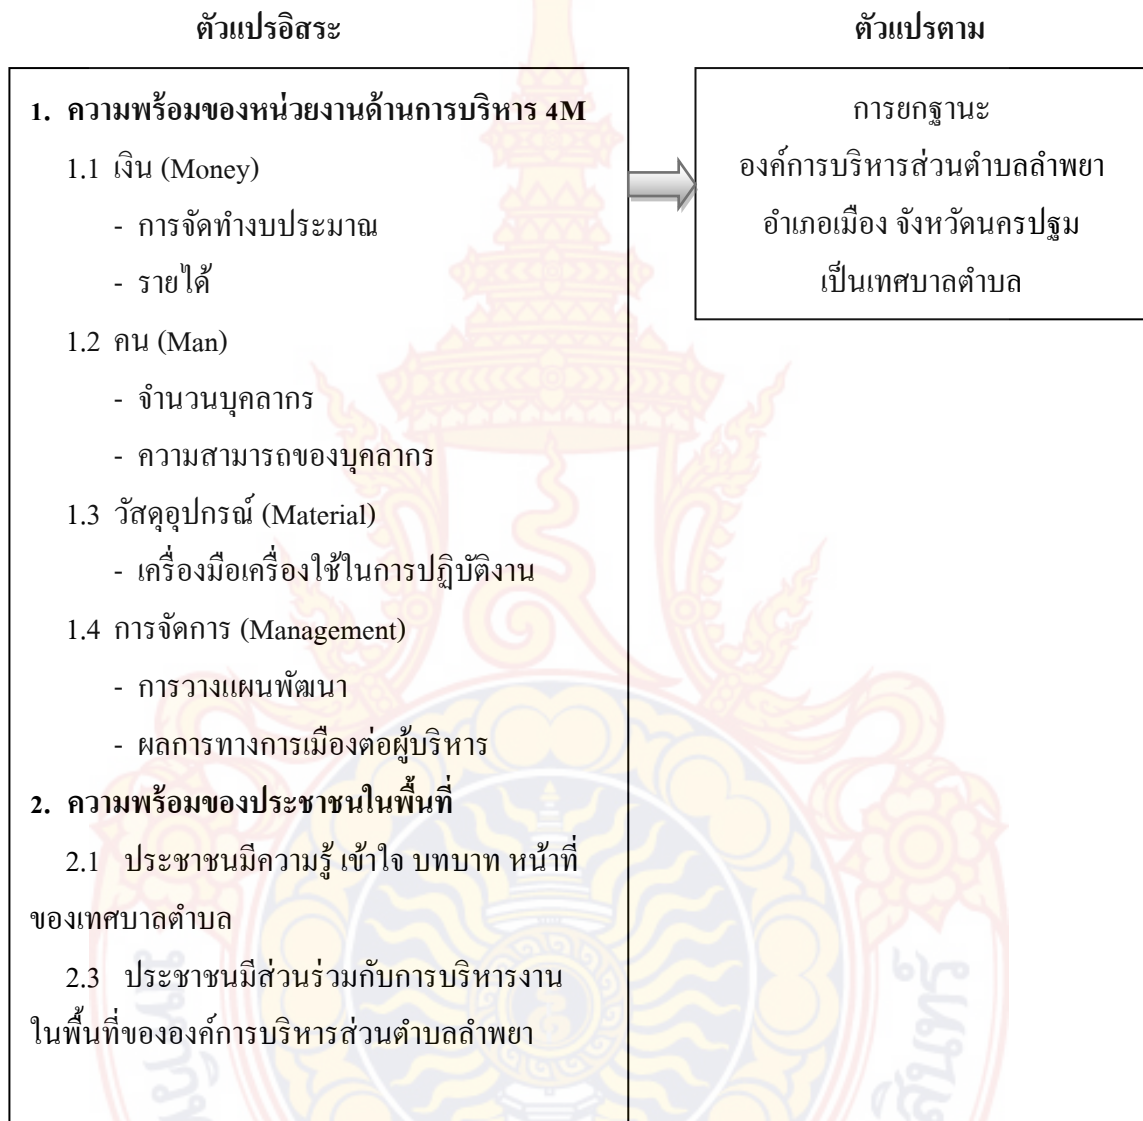 ตัวแปรอิสระ
ตัวแปรตาม
1. ความพร้อมของหน่วยงานด้านการบริหาร 4M
1.1 เงิน (Money)
- การจัดทำงบประมาณ
- รายได้
1.2 คน (Man)
- จำนวนบุคลากร
- ความสามารถของบุคลากร
1.3 วัสดุอุปกรณ์ (Material)
- เครื่องมือเครื่องใช้ในการปฏิบัติงาน
1.4 การจัดการ (Management)
- การวางแผนพัฒนา
- ผลการทางการเมืองต่อผู้บริหาร
2. ความพร้อมของประชาชนในพื้นที่
2.1 ประชาชนมีความรู้ เข้าใจ บทบาท หน้าที่
ของเทศบาลตำบล
2.3 ประชาชนมีส่วนร่วมกับการบริหารงาน
ในพื้นที่ขององค์การบริหารส่วนตำบลลำพยา
การยกฐานะ
องค์การบริหารส่วนตำบลลำพยา
อำเภอเมือง จังหวัดนครปฐม
เป็นเทศบาลตำบล